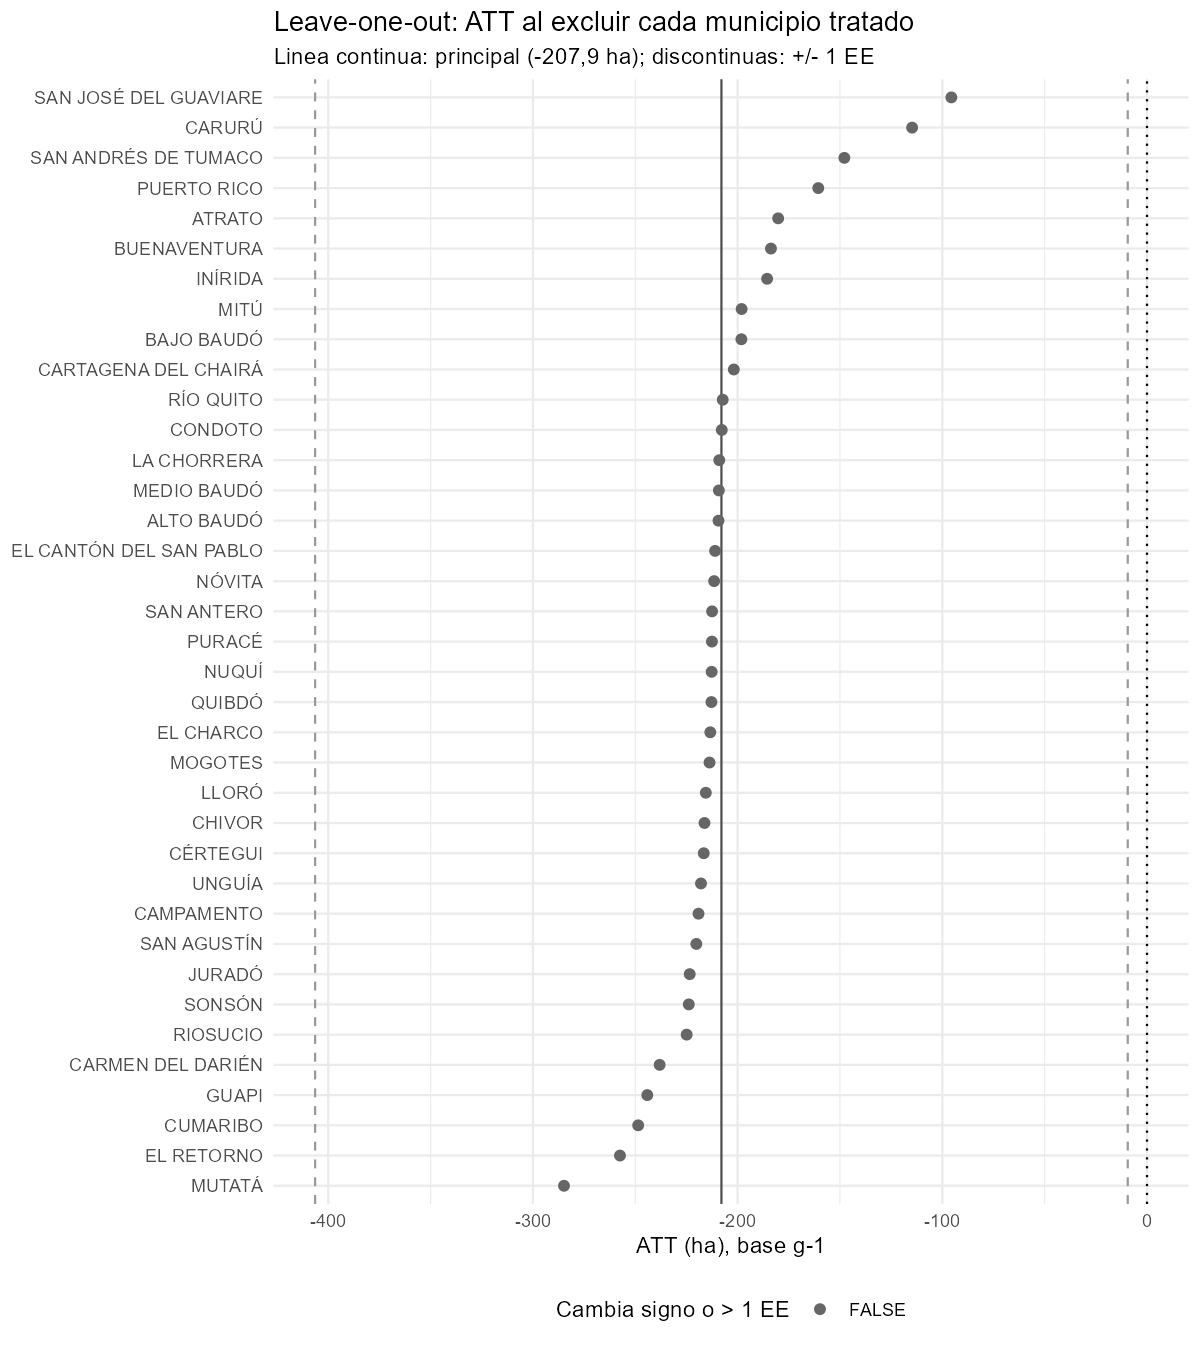 Leave-one-out: ATT al excluir cada municipio tratado
Linea continua: principal (-207,9 ha); discontinuas: +/- 1 EE
SAN JOSÉ DEL GUAVIARE
CARURÚ
SAN ANDRÉS DE TUMACO
PUERTO RICO
ATRATO
BUENAVENTURA
INÍRIDA
MITÚ
BAJO BAUDÓ
CARTAGENA DEL CHAIRÁ
RÍO QUITO
CONDOTO
LA CHORRERA
MEDIO BAUDÓ
ALTO BAUDÓ
EL CANTÓN DEL SAN PABLO
NÓVITA
SAN ANTERO
PURACÉ
NUQUÍ
QUIBDÓ
EL CHARCO
MOGOTES
LLORÓ
CHIVOR
CÉRTEGUI
UNGUÍA
CAMPAMENTO
SAN AGUSTÍN
JURADÓ
SONSÓN
RIOSUCIO
CARMEN DEL DARIÉN
GUAPI
CUMARIBO
EL RETORNO
MUTATÁ
-400 -300 -200 -100 0
ATT (ha), base g-1
Cambia signo o > 1 EE FALSE